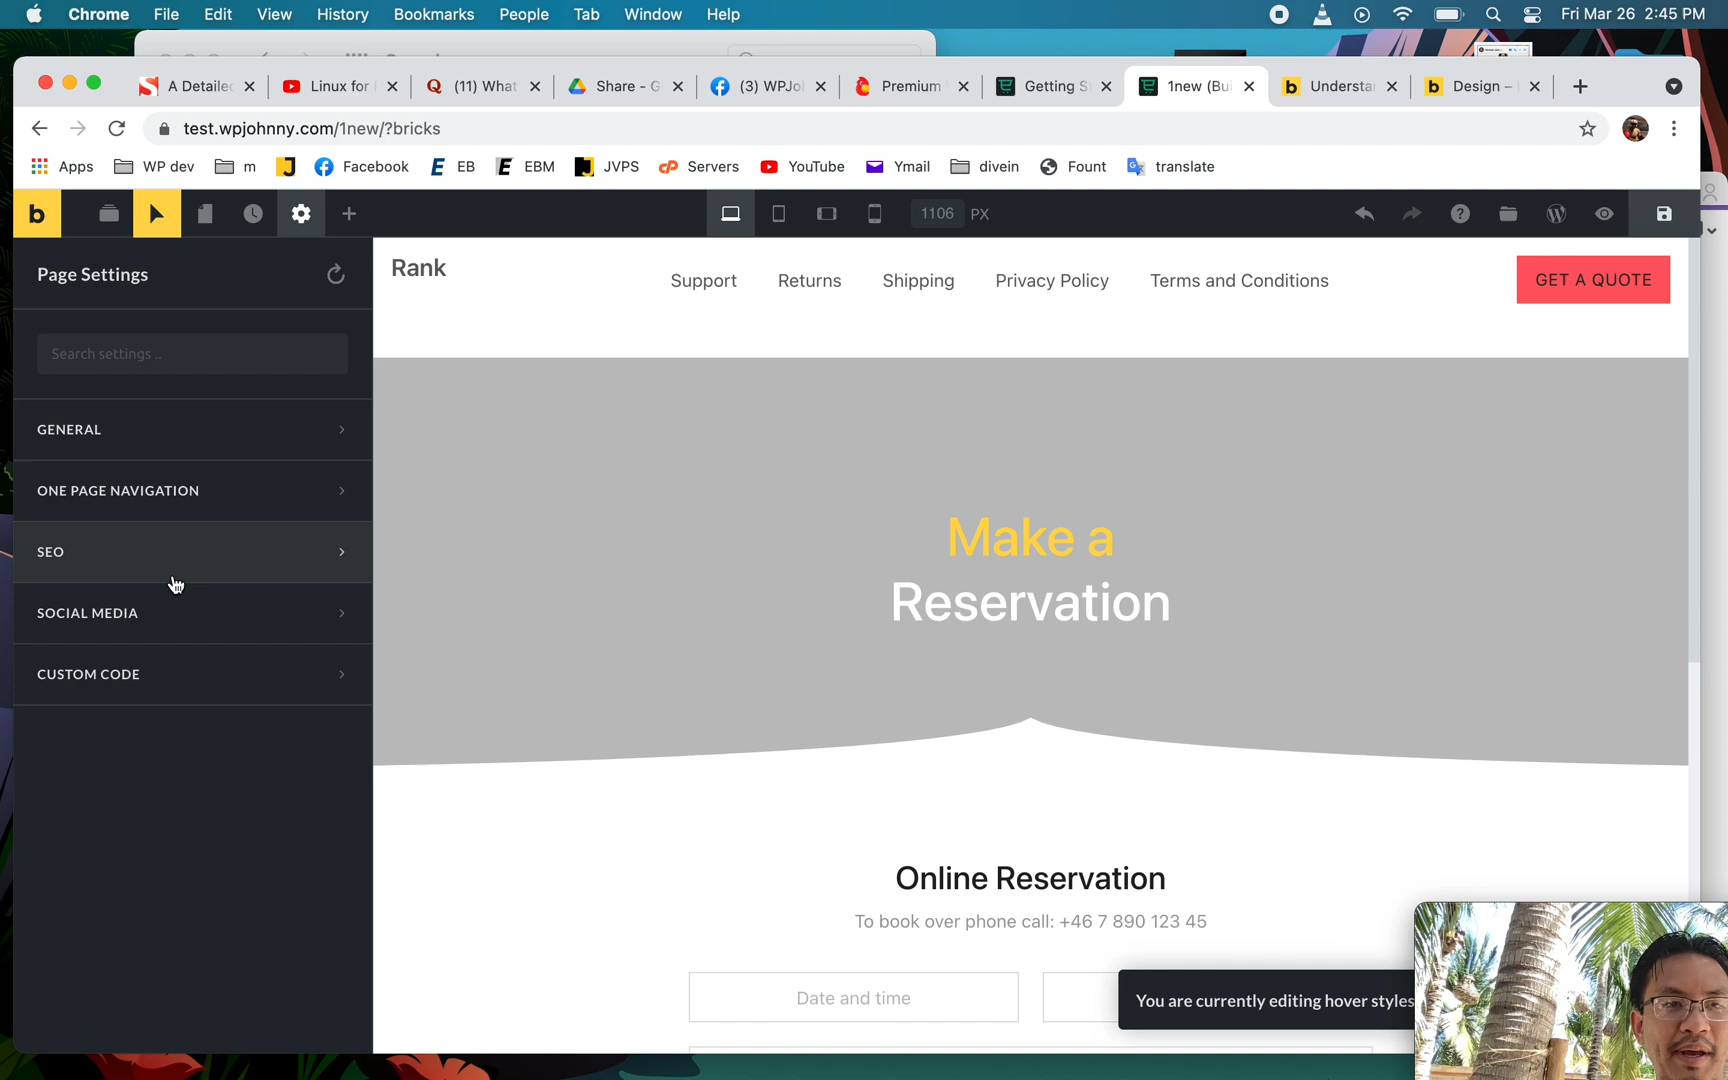 Chrome File Edit View History Bookmarks People Tab Window Help Fri Mar 26 2:45 PM
A Detailed Linux for (11) What Share - G (3) WPJo Premium Getting S 1new (Bu Understa Design –
test.wpjohnny.com/1new/?bricks
Apps WP dev m Facebook EB EBM JVPS Servers YouTube Ymail divein Fount translate
b 1106 PX
Page Settings
Search settings ..
GENERAL
ONE PAGE NAVIGATION
SEO
SOCIAL MEDIA
CUSTOM CODE
Rank Support Returns Shipping Privacy Policy Terms and Conditions GET A QUOTE
Make a
Reservation
Online Reservation
To book over phone call: +46 7 890 123 45
Date and time
You are currently editing hover styles